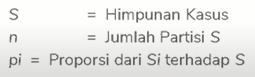 S = Himpunan Kasus
n = Jumlah Partisi S
pi = Proporsi dari Si terhadap S